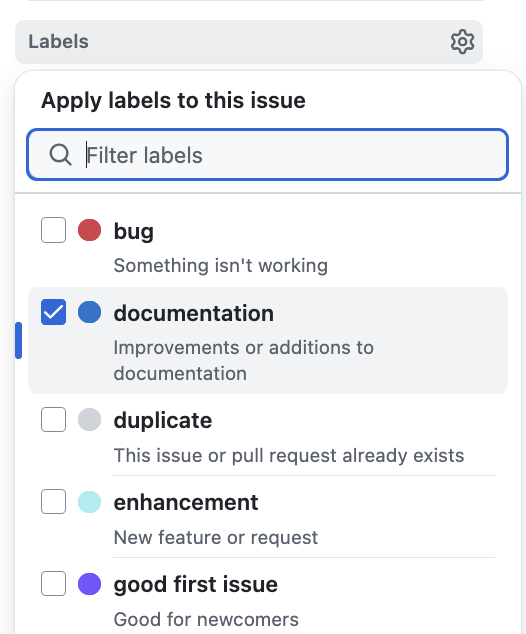 Labels
Apply labels to this issue
Filter labels
bug
Something isn't working
documentation
Improvements or additions to
documentation
duplicate
This issue or pull request already exists
enhancement
New feature or request
good first issue
Good for newcomers